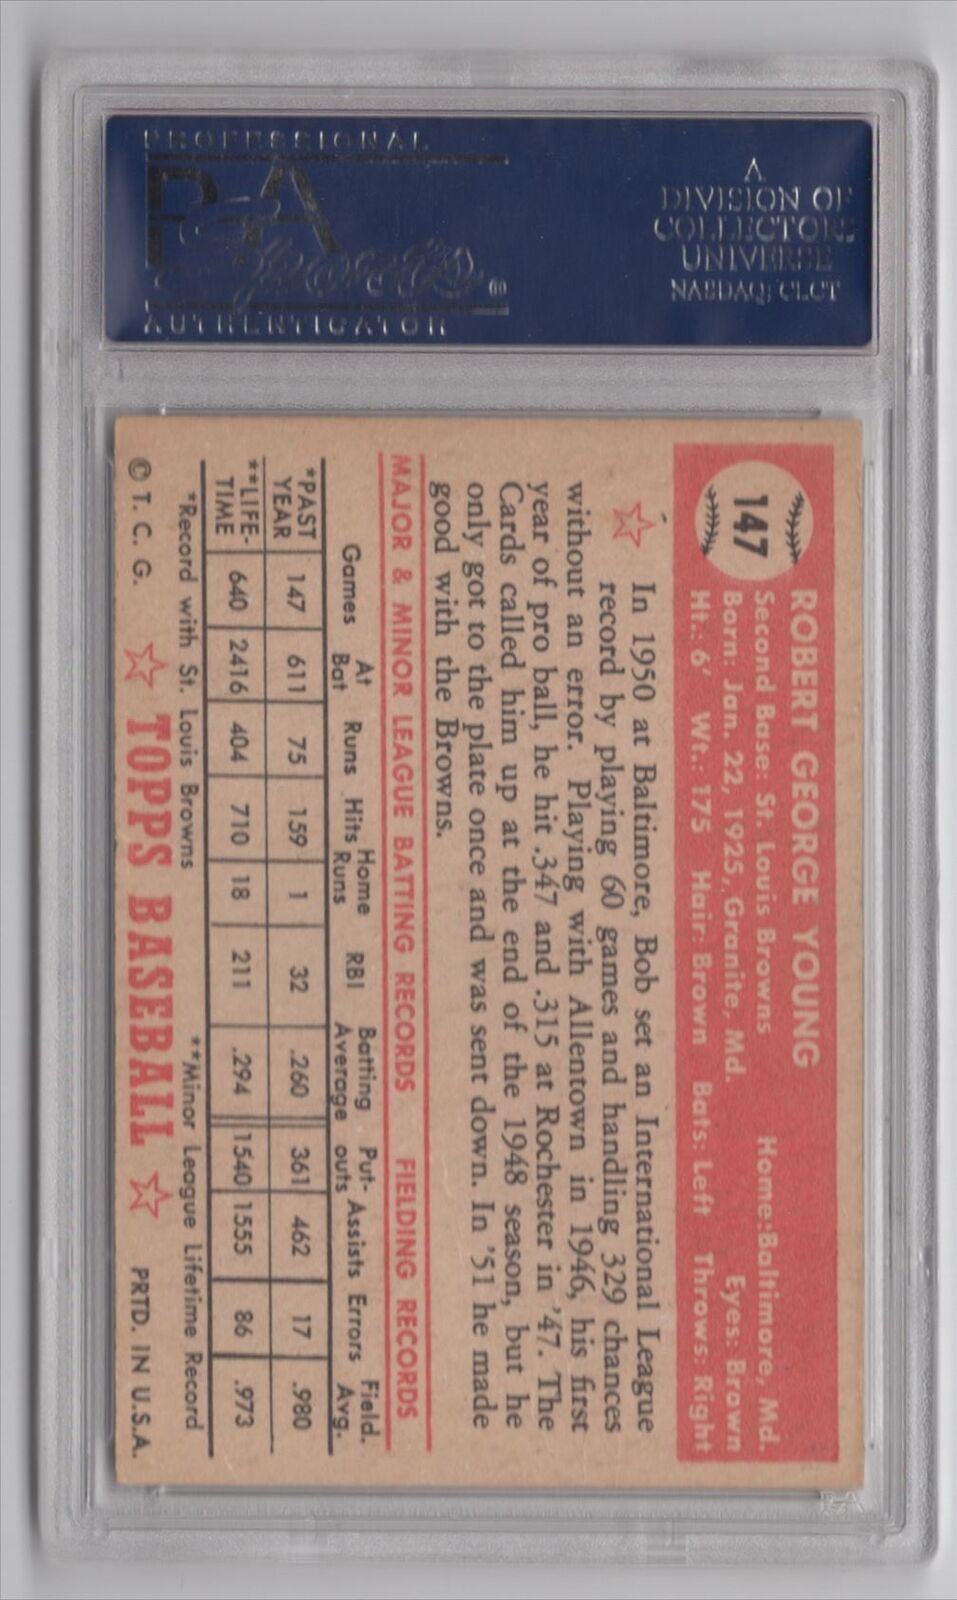 PROFESSIONAL
PSA
Sports ®
AUTHENTICATOR
A
DIVISION OF
COLLECTORS
UNIVERSE
NASDAQ: CLCT
147
ROBERT GEORGE YOUNG
Second Base: St. Louis Browns Home: Baltimore, Md.
Born: Jan. 22, 1925, Granite, Md. Eyes: Brown
Ht.: 6' Wt.: 175 Hair: Brown Bats: Left Throws: Right
In 1950 at Baltimore, Bob set an International League
record by playing 60 games and handling 329 chances
without an error. Playing with Allentown in 1946, his first
year of pro ball, he hit .347 and .315 at Rochester in '47. The
Cards called him up at the end of the 1948 season, but he
only got to the plate once and was sent down. In '51 he made
good with the Browns.
MAJOR & MINOR LEAGUE BATTING RECORDS FIELDING RECORDS
Games At Bat Runs Hits Home Runs RBI Batting Average Put-outs Assists Errors Field. Avg.
*PAST YEAR 147 611 75 159 1 32 .260 361 462 17 .980
**LIFE-TIME 640 2416 404 710 18 211 .294 1540 1555 86 .973
*Record with St. Louis Browns **Minor League Lifetime Record
© T. C. G. TOPPS BASEBALL PRTD. IN U.S.A.
PSA